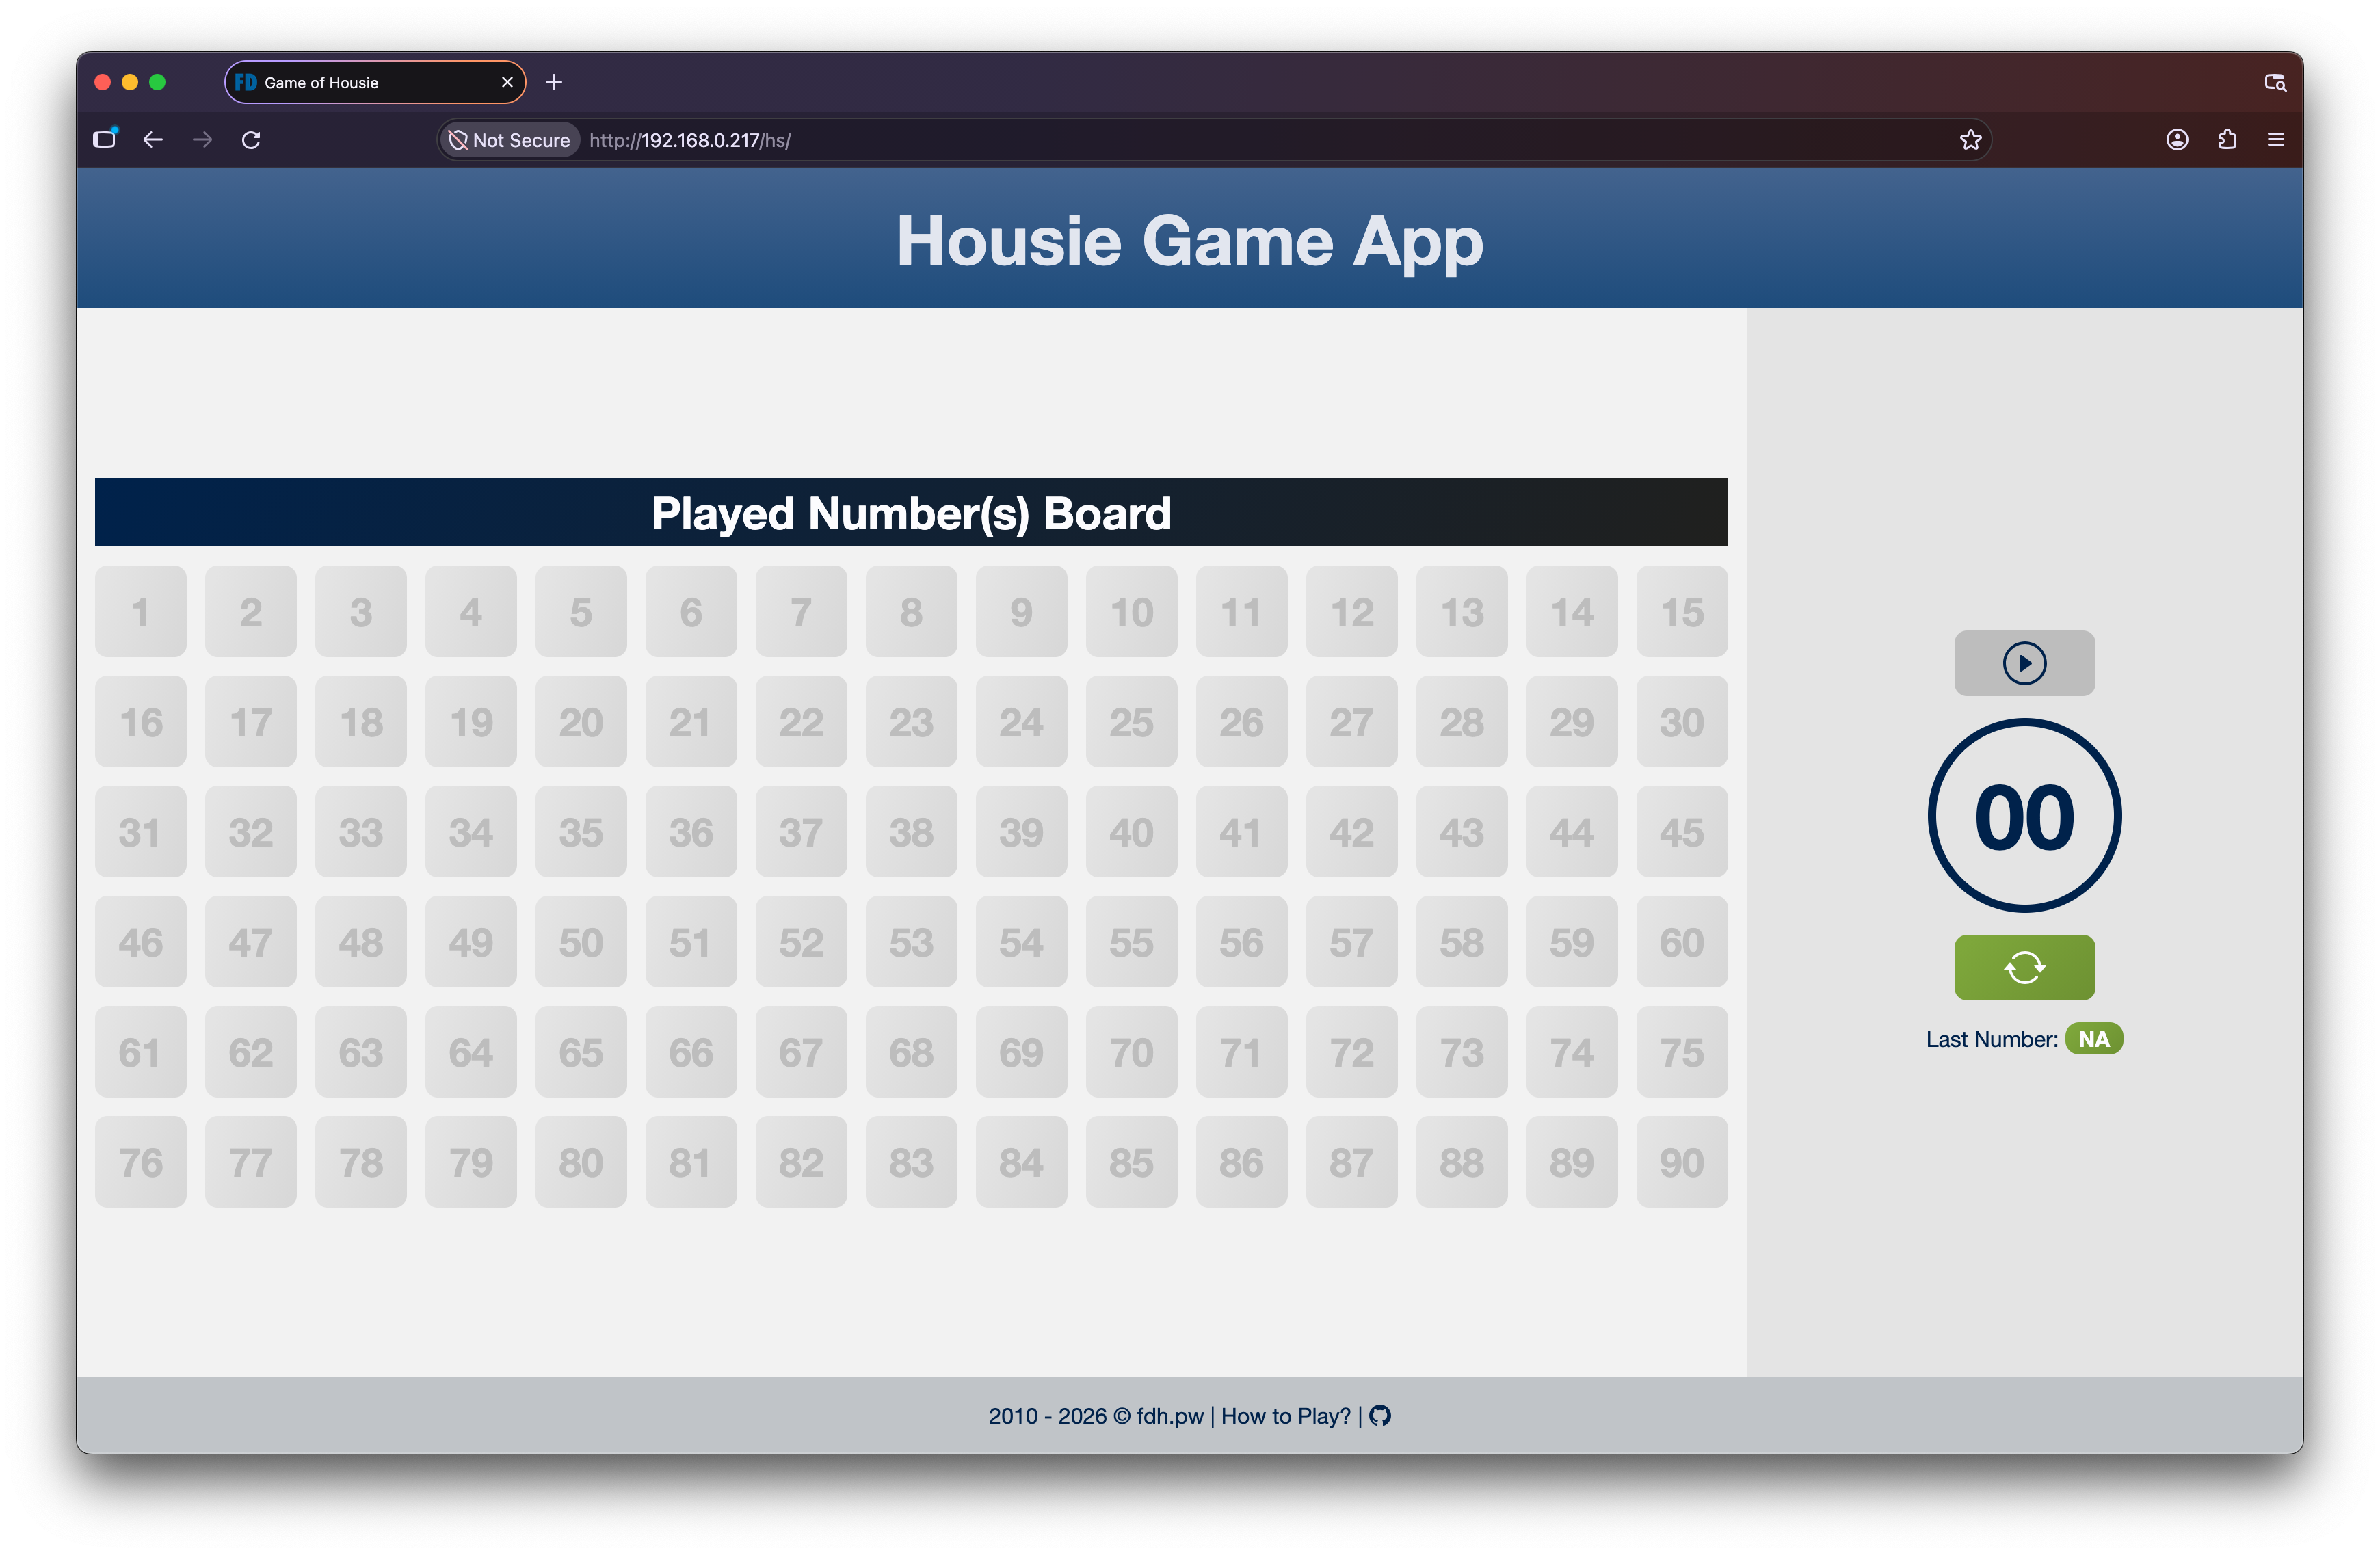 FD Game of Housie
Not Secure http://192.168.0.217/hs/
Housie Game App
Played Number(s) Board
1 2 3 4 5 6 7 8 9 10 11 12 13 14 15
16 17 18 19 20 21 22 23 24 25 26 27 28 29 30
31 32 33 34 35 36 37 38 39 40 41 42 43 44 45
46 47 48 49 50 51 52 53 54 55 56 57 58 59 60
61 62 63 64 65 66 67 68 69 70 71 72 73 74 75
76 77 78 79 80 81 82 83 84 85 86 87 88 89 90
00
Last Number: NA
2010 - 2026 © fdh.pw | How to Play? |